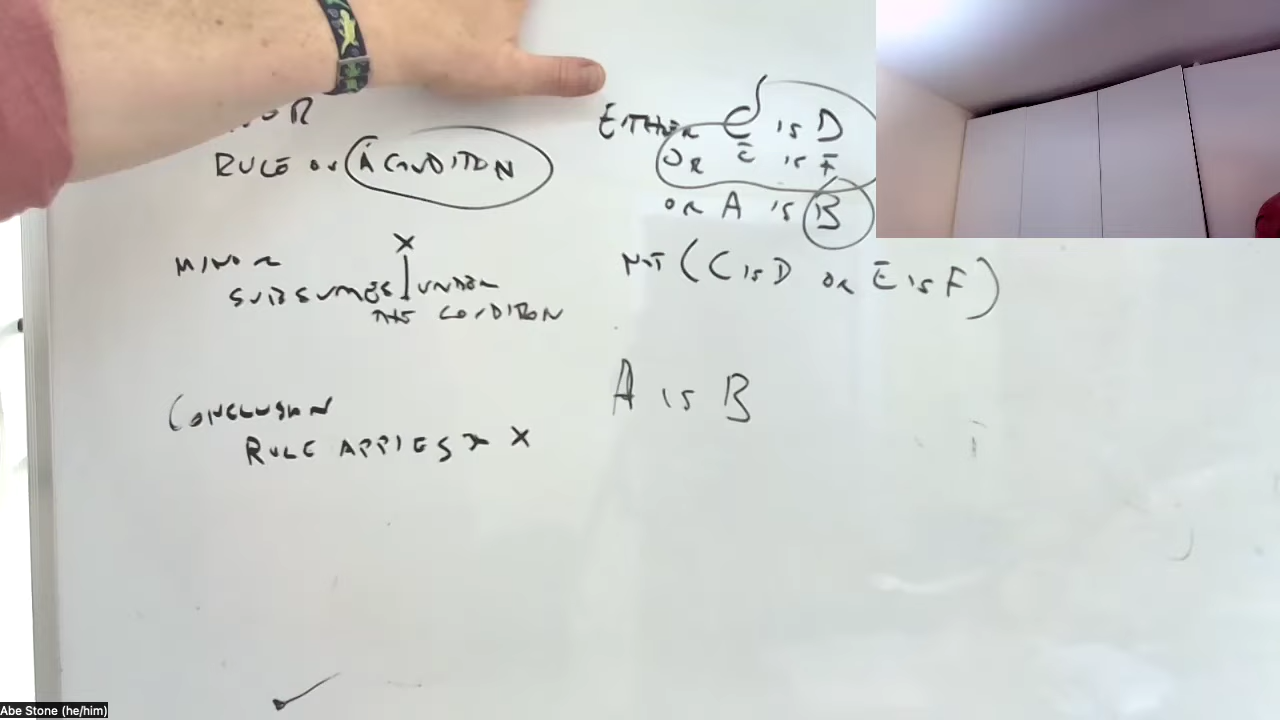 RULE ON A CONDITION
MINOR
SUBSUMES X UNDER
THE CONDITION
CONCLUSION
RULE APPLIES TO X
EITHER C IS D
OR E IS F
OR A IS B
NOT (C IS D OR E IS F)
A IS B
Abe Stone (he/him)